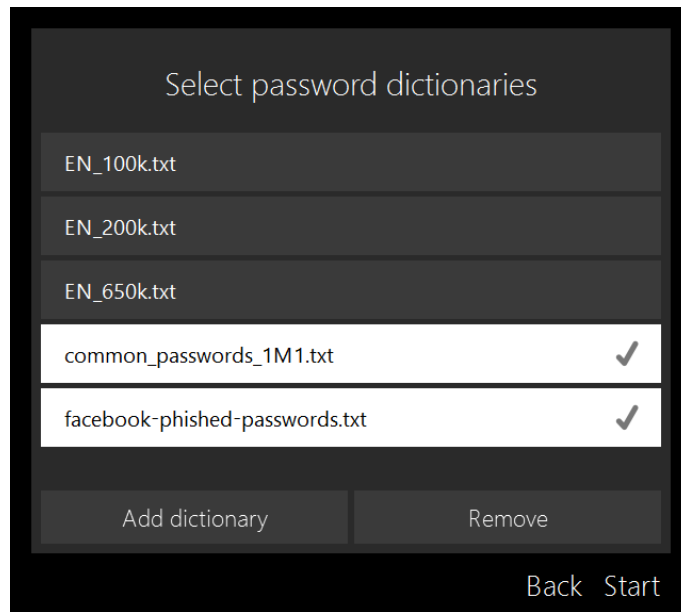 Select password dictionaries
EN_100k.txt
EN_200k.txt
EN_650k.txt
common_passwords_1M1.txt
facebook-phished-passwords.txt
Add dictionary Remove
Back Start